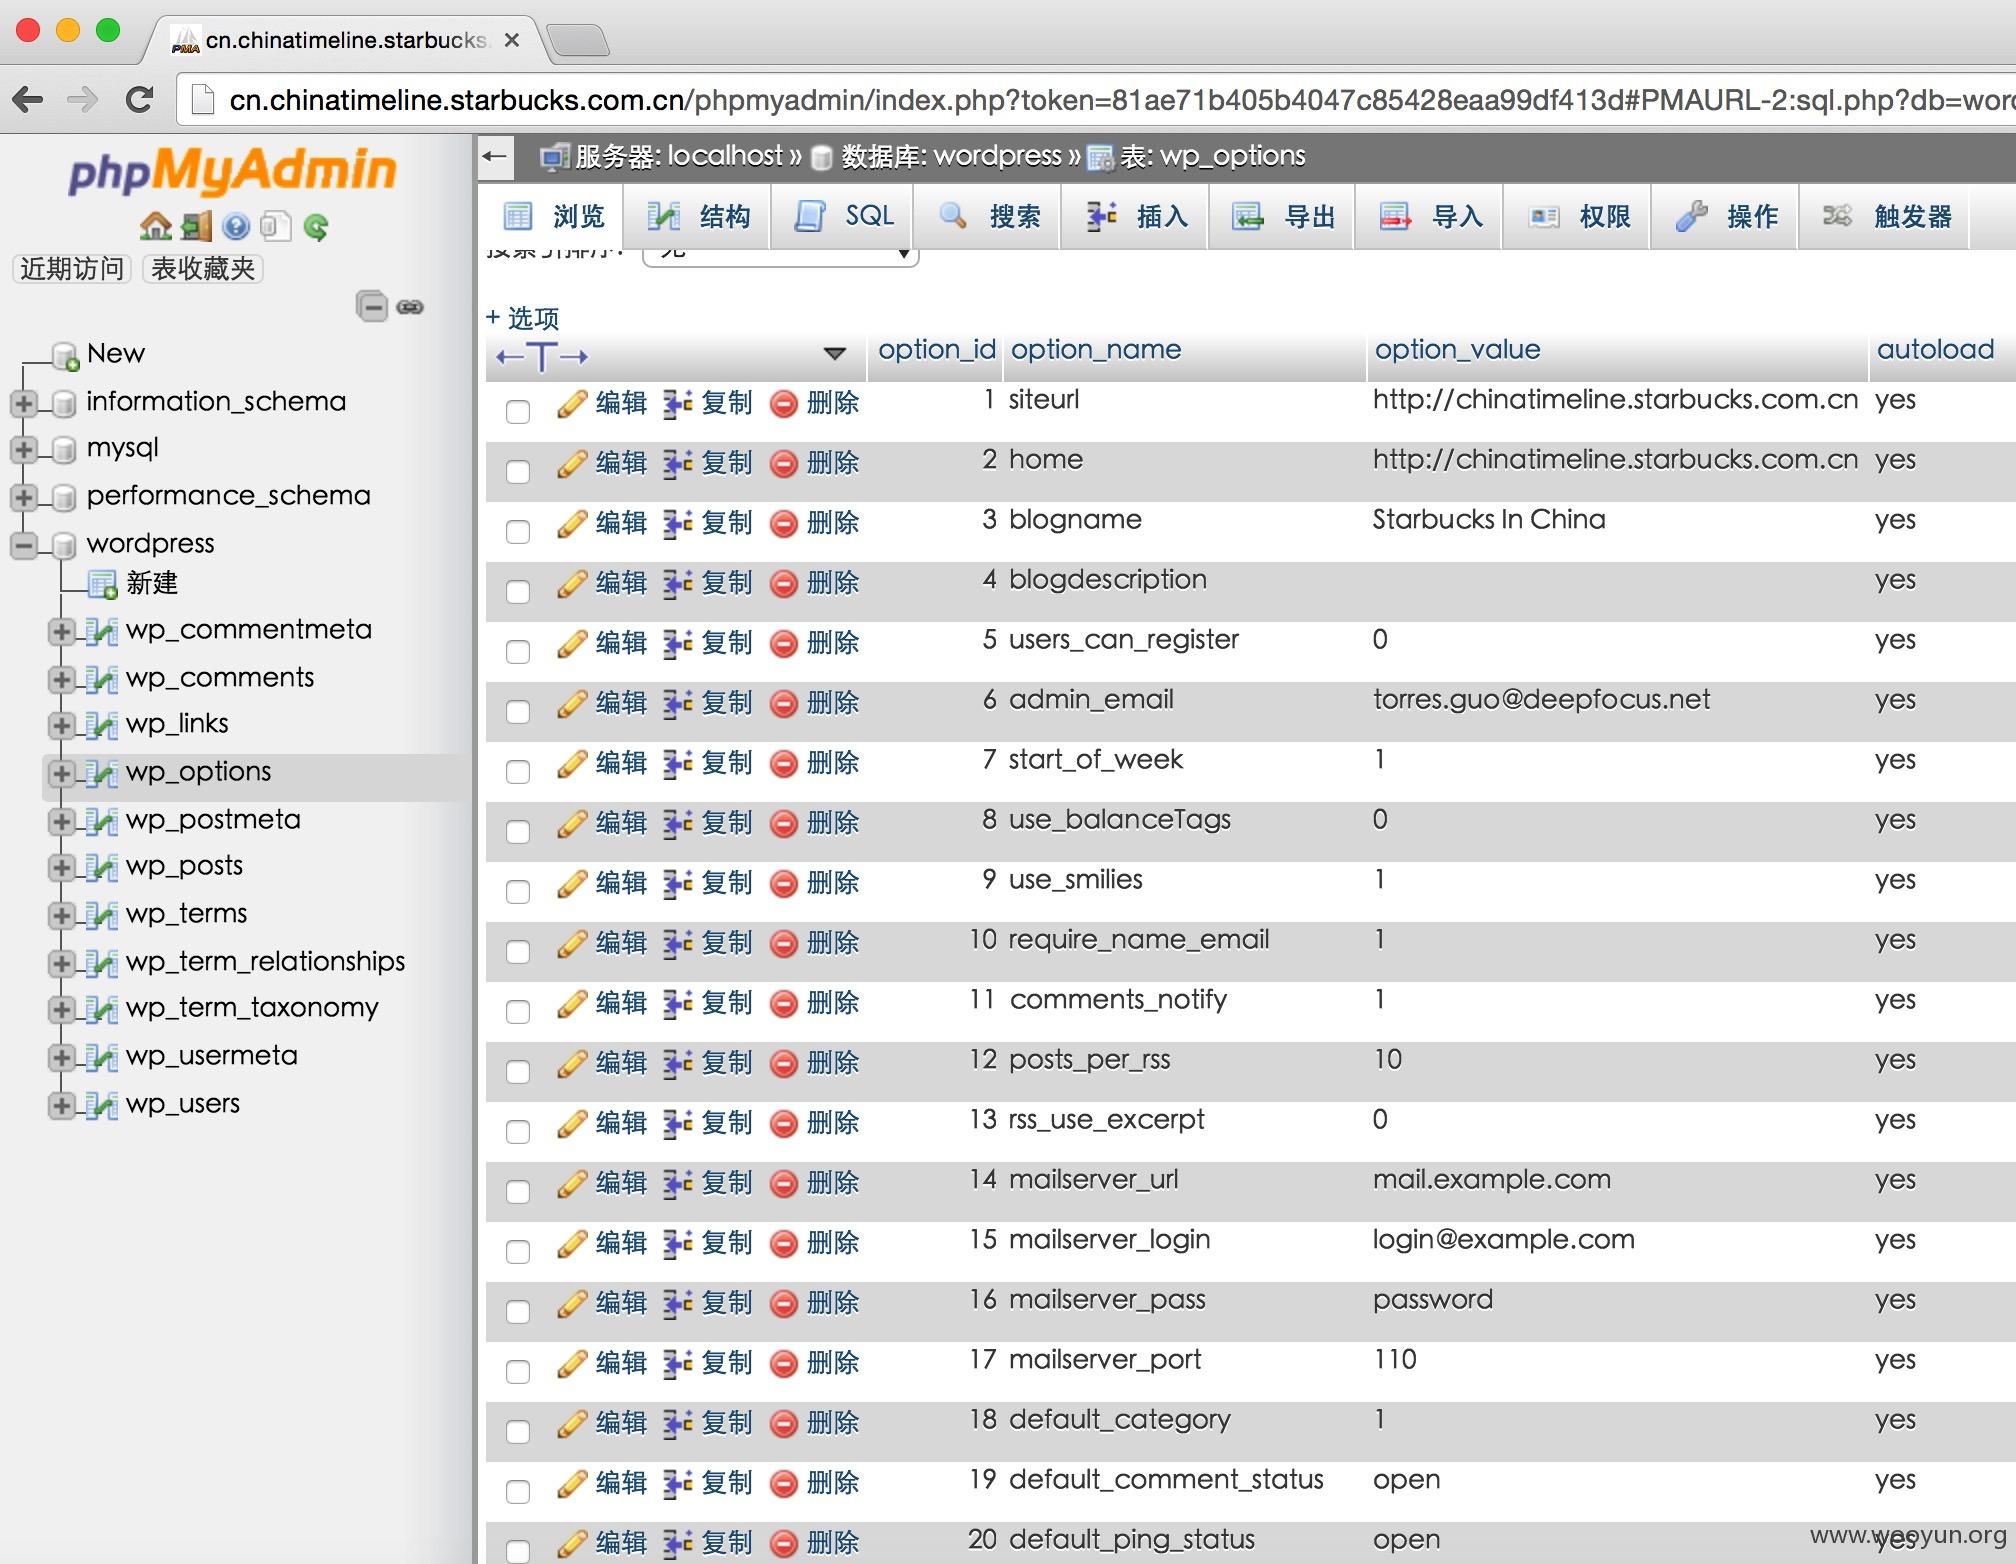 cn.chinatimeline.starbucks.
cn.chinatimeline.starbucks.com.cn/phpmyadmin/index.php?token=81ae71b405b4047c85428eaa99df413d#PMAURL-2:sql.php?db=word
phpMyAdmin
近期访问 表收藏夹
New
information_schema
mysql
performance_schema
wordpress
新建
wp_commentmeta
wp_comments
wp_links
wp_options
wp_postmeta
wp_posts
wp_terms
wp_term_relationships
wp_term_taxonomy
wp_usermeta
wp_users
服务器: localhost » 数据库: wordpress » 表: wp_options
浏览 结构 SQL 搜索 插入 导出 导入 权限 操作 触发器
+ 选项
←T→ option_id option_name option_value autoload
编辑 复制 删除 1 siteurl http://chinatimeline.starbucks.com.cn yes
编辑 复制 删除 2 home http://chinatimeline.starbucks.com.cn yes
编辑 复制 删除 3 blogname Starbucks In China yes
编辑 复制 删除 4 blogdescription yes
编辑 复制 删除 5 users_can_register 0 yes
编辑 复制 删除 6 admin_email torres.guo@deepfocus.net yes
编辑 复制 删除 7 start_of_week 1 yes
编辑 复制 删除 8 use_balanceTags 0 yes
编辑 复制 删除 9 use_smilies 1 yes
编辑 复制 删除 10 require_name_email 1 yes
编辑 复制 删除 11 comments_notify 1 yes
编辑 复制 删除 12 posts_per_rss 10 yes
编辑 复制 删除 13 rss_use_excerpt 0 yes
编辑 复制 删除 14 mailserver_url mail.example.com yes
编辑 复制 删除 15 mailserver_login login@example.com yes
编辑 复制 删除 16 mailserver_pass password yes
编辑 复制 删除 17 mailserver_port 110 yes
编辑 复制 删除 18 default_category 1 yes
编辑 复制 删除 19 default_comment_status open yes
编辑 复制 删除 20 default_ping_status open yes
www.wooyun.org